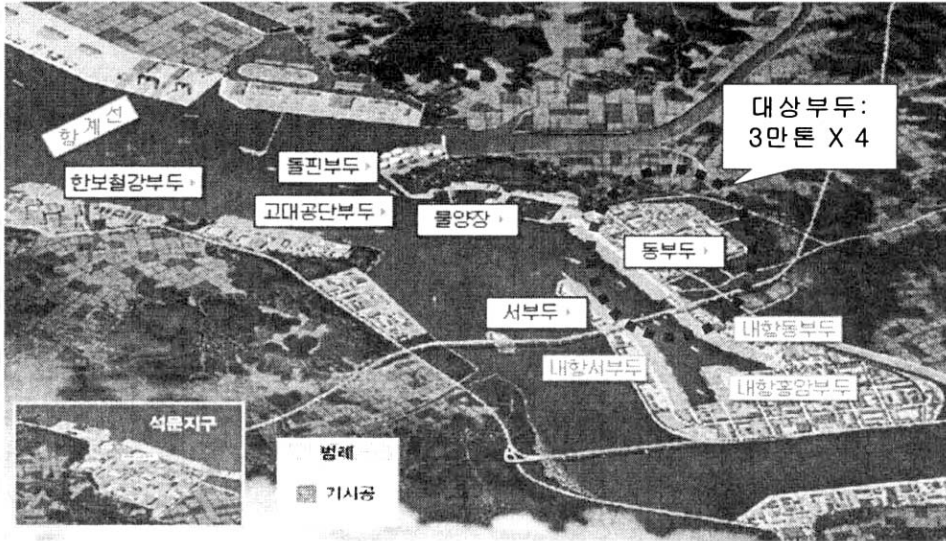 대상부두:
3만톤 X 4
항계선
돌핀부두
한보철강부두
고대공단부두
물양장
동부두
서부두
내항동부두
내항서부두
내항홍암부두
석문지구
범례
기시공